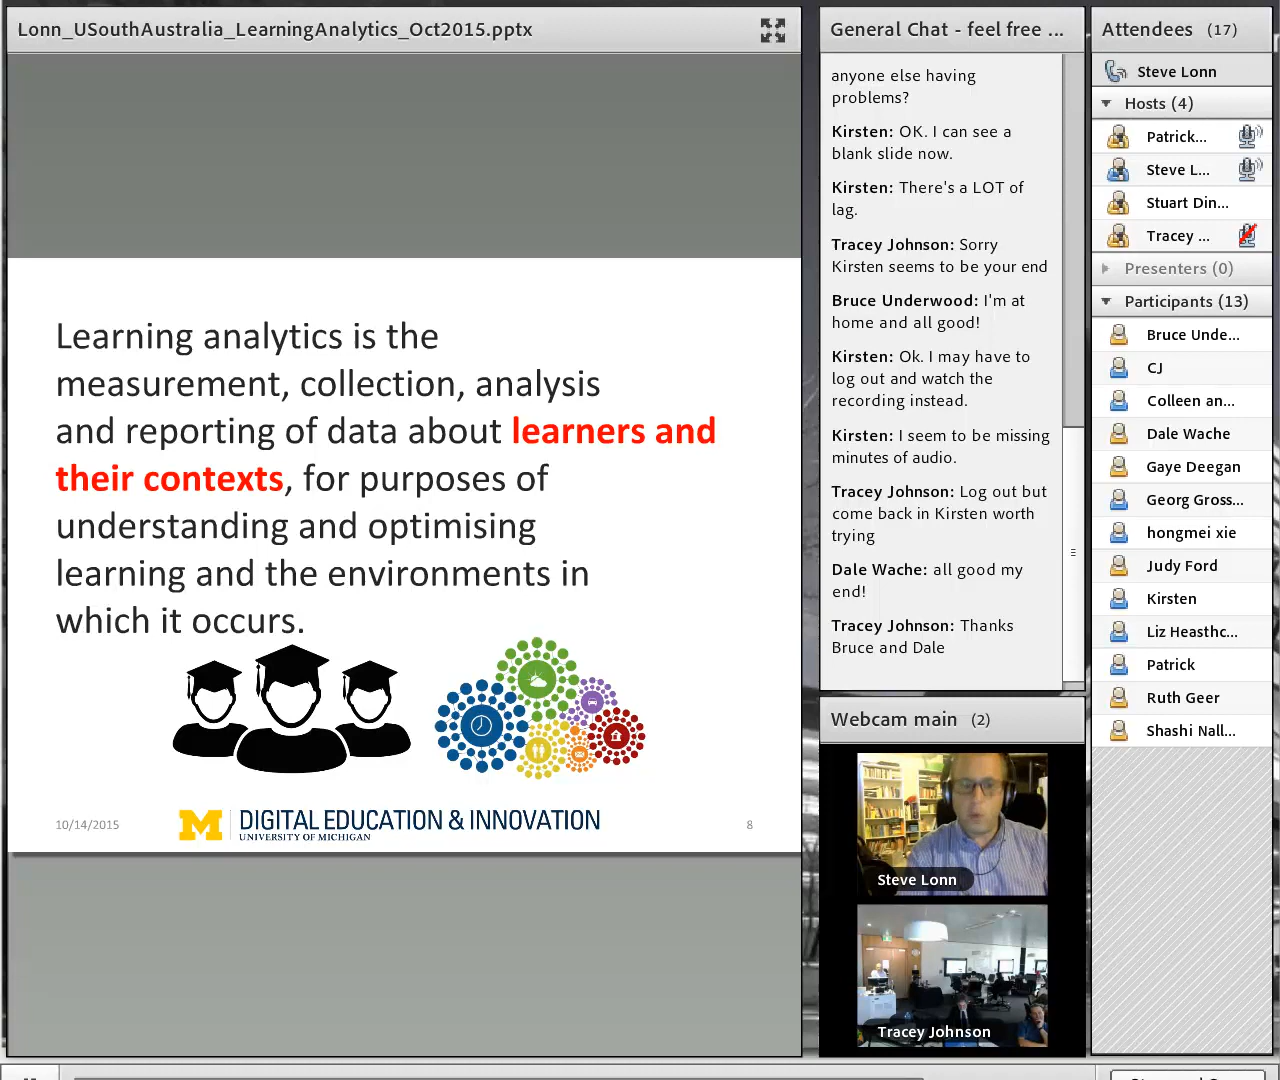 Lonn_USouthAustralia_LearningAnalytics_Oct2015.pptx
Learning analytics is the
measurement, collection, analysis
and reporting of data about learners and
their contexts, for purposes of
understanding and optimising
learning and the environments in
which it occurs.
10/14/2015
M
DIGITAL EDUCATION & INNOVATION
UNIVERSITY OF MICHIGAN
8
General Chat - feel free ...
anyone else having
problems?
Kirsten: OK. I can see a
blank slide now.
Kirsten: There's a LOT of
lag.
Tracey Johnson: Sorry
Kirsten seems to be your end
Bruce Underwood: I'm at
home and all good!
Kirsten: Ok. I may have to
log out and watch the
recording instead.
Kirsten: I seem to be missing
minutes of audio.
Tracey Johnson: Log out but
come back in Kirsten worth
trying
Dale Wache: all good my
end!
Tracey Johnson: Thanks
Bruce and Dale
Webcam main (2)
Steve Lonn
Tracey Johnson
Attendees (17)
Steve Lonn
Hosts (4)
Patrick...
Steve L...
Stuart Din...
Tracey ...
Presenters (0)
Participants (13)
Bruce Unde...
CJ
Colleen an...
Dale Wache
Gaye Deegan
Georg Gross...
hongmei xie
Judy Ford
Kirsten
Liz Heasthc...
Patrick
Ruth Geer
Shashi Nall...